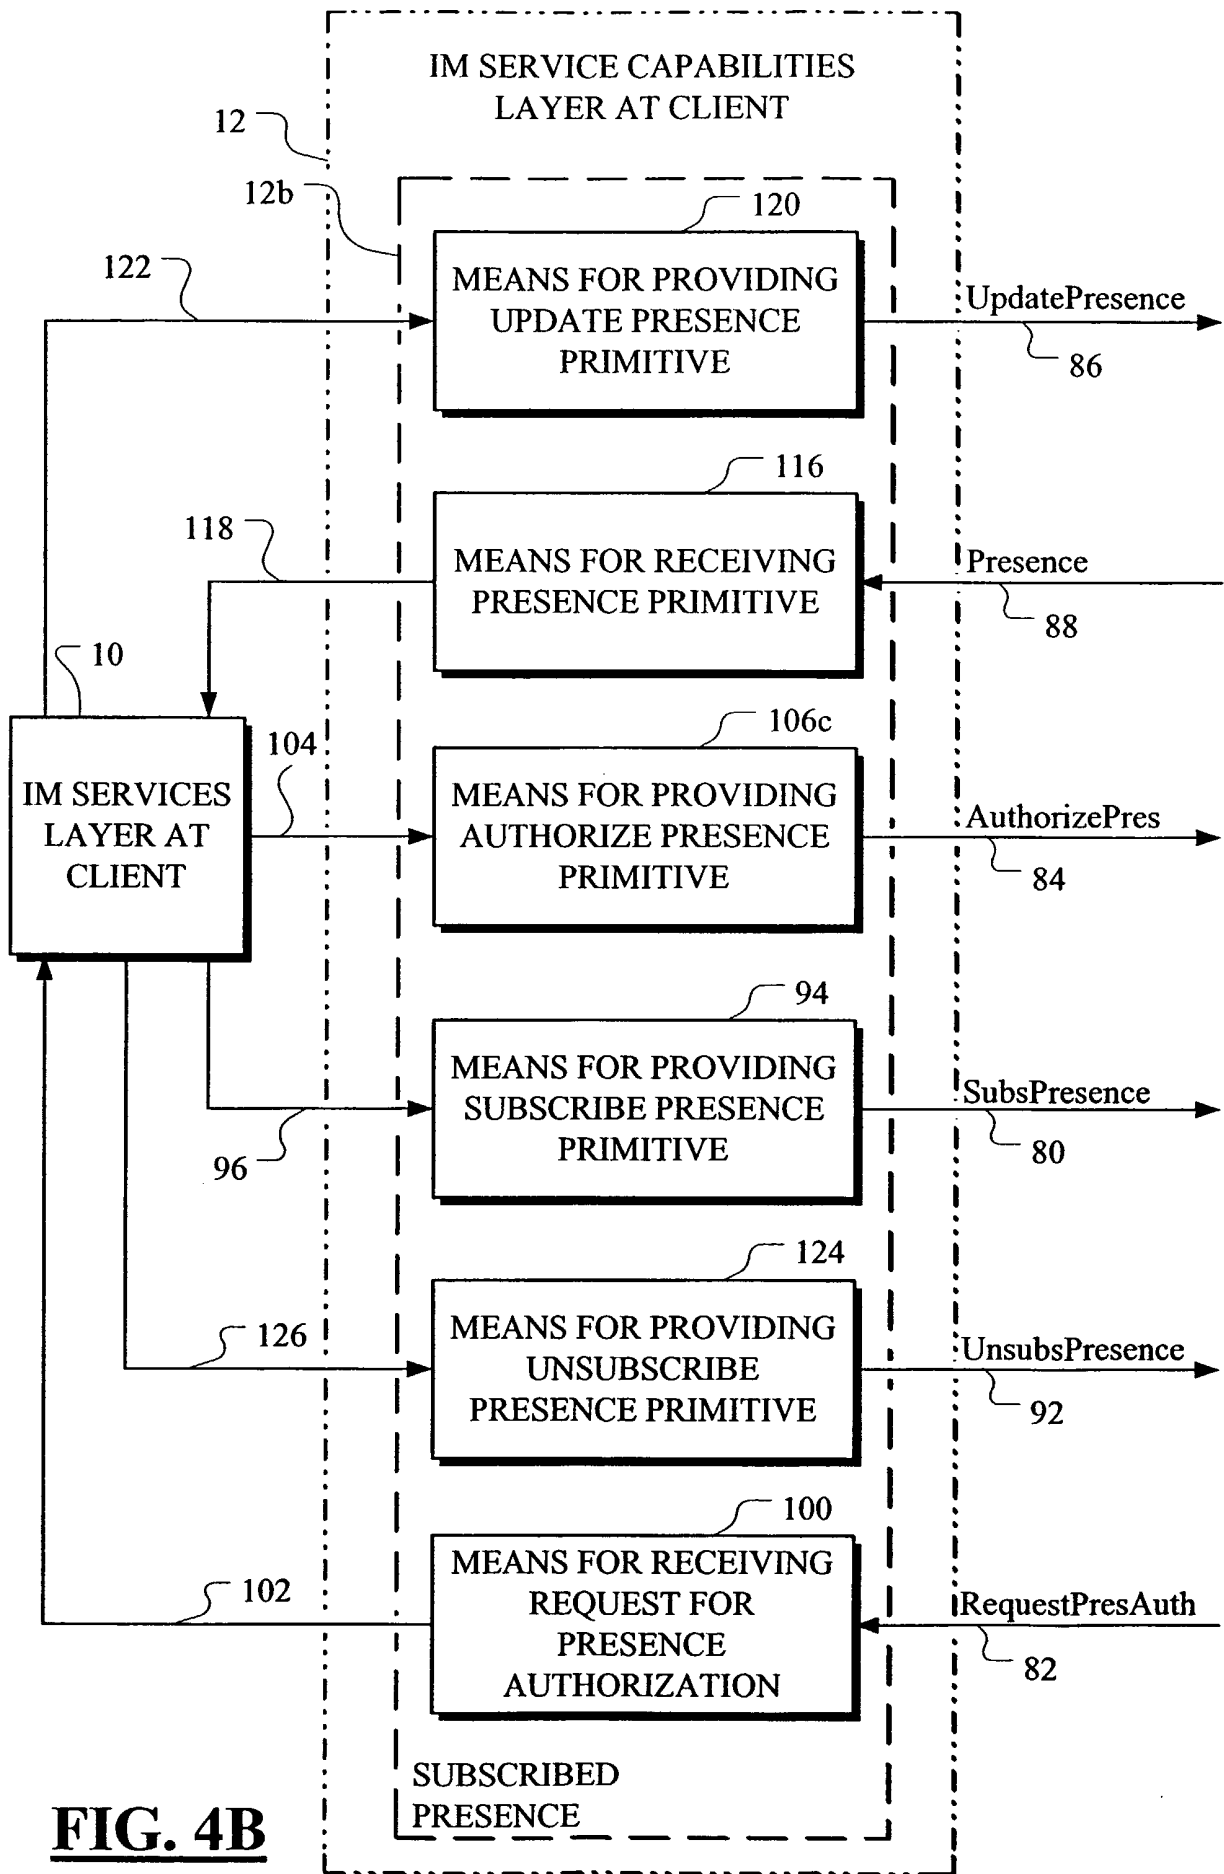 IM SERVICE CAPABILITIES
LAYER AT CLIENT
12
12b
120
122
MEANS FOR PROVIDING
UPDATE PRESENCE
PRIMITIVE
UpdatePresence
86
116
118
MEANS FOR RECEIVING
PRESENCE PRIMITIVE
Presence
88
10
IM SERVICES
LAYER AT
CLIENT
104
106c
MEANS FOR PROVIDING
AUTHORIZE PRESENCE
PRIMITIVE
AuthorizePres
84
94
MEANS FOR PROVIDING
SUBSCRIBE PRESENCE
PRIMITIVE
SubsPresence
80
96
124
126
MEANS FOR PROVIDING
UNSUBSCRIBE
PRESENCE PRIMITIVE
UnsubsPresence
92
100
102
MEANS FOR RECEIVING
REQUEST FOR
PRESENCE
AUTHORIZATION
RequestPresAuth
82
SUBSCRIBED
PRESENCE
FIG. 4B